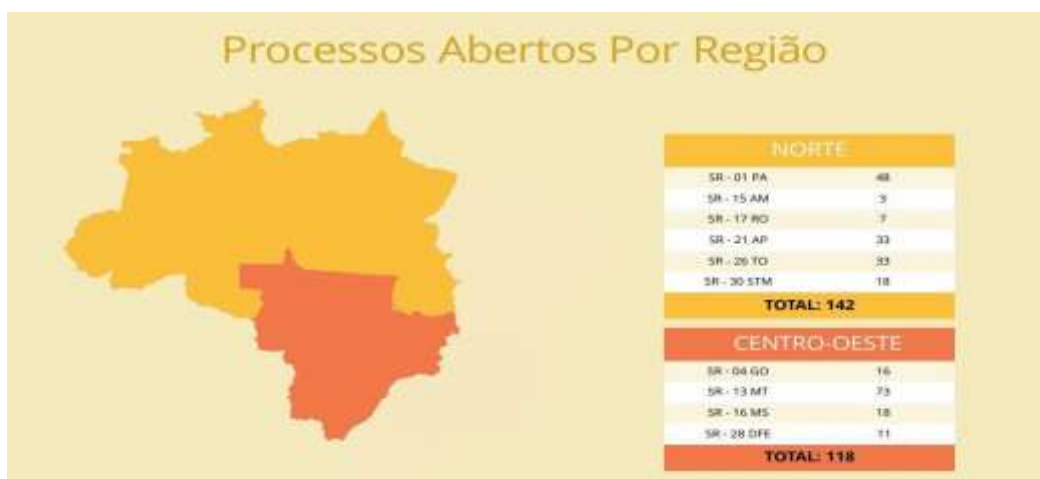 Processos Abertos Por Região
NORTE
SR - 01 PA 48
SR - 15 AM 3
SR - 17 RO 7
SR - 21 AP 33
SR - 26 TO 33
SR - 30 STM 18
TOTAL: 142
CENTRO-OESTE
SR - 04 GO 16
SR - 13 MT 73
SR - 16 MS 18
SR - 28 DFE 11
TOTAL: 118